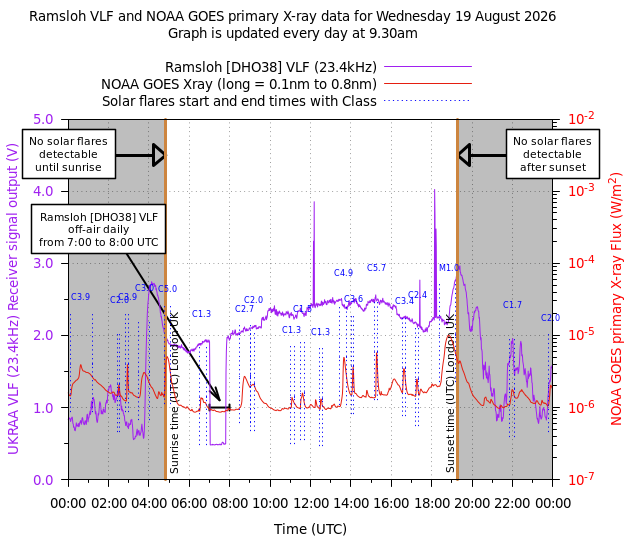 Ramsloh VLF and NOAA GOES primary X-ray data for Wednesday 19 August 2026
Graph is updated every day at 9.30am
Ramsloh [DHO38] VLF (23.4kHz)
NOAA GOES Xray (long = 0.1nm to 0.8nm)
Solar flares start and end times with Class
5.0
4.0
3.0
2.0
1.0
0.0
UKRAA VLF (23.4kHz) Receiver signal output (V)
10-2
10-3
10-4
10-5
10-6
10-7
NOAA GOES primary X-ray Flux (W/m2)
No solar flares
detectable
until sunrise
No solar flares
detectable
after sunset
Ramsloh [DHO38] VLF
off-air daily
from 7:00 to 8:00 UTC
C3.9
C3.9
C5.0
C1.3
C2.7
C2.0
C1.3
C1.3
C4.9
C3.6
C5.7
C3.4
C2.4
M1.0
C1.7
C2.0
Sunrise time (UTC) London UK
Sunset time (UTC) London UK
00:00 02:00 04:00 06:00 08:00 10:00 12:00 14:00 16:00 18:00 20:00 22:00 00:00
Time (UTC)